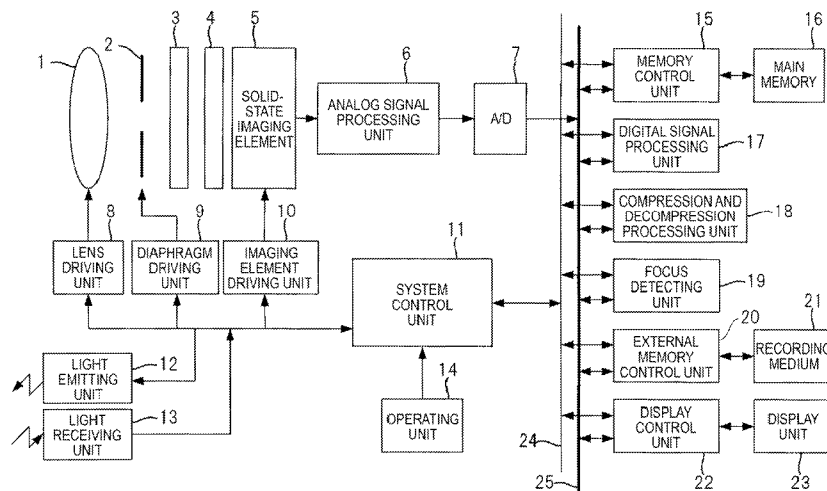 1
2
3
4
5
SOLID-
STATE
IMAGING
ELEMENT
6
ANALOG SIGNAL
PROCESSING
UNIT
7
A/D
15
MEMORY
CONTROL
UNIT
16
MAIN
MEMORY
DIGITAL SIGNAL
PROCESSING
UNIT
17
COMPRESSION AND
DECOMPRESSION
PROCESSING UNIT
18
8
LENS
DRIVING
UNIT
9
DIAPHRAGM
DRIVING
UNIT
10
IMAGING
ELEMENT
DRIVING UNIT
11
SYSTEM
CONTROL
UNIT
FOCUS
DETECTING
UNIT
19
20
EXTERNAL
MEMORY
CONTROL UNIT
21
RECORDING
MEDIUM
12
LIGHT
EMITTING
UNIT
13
LIGHT
RECEIVING
UNIT
14
OPERATING
UNIT
DISPLAY
CONTROL
UNIT
22
DISPLAY
UNIT
23
24
25